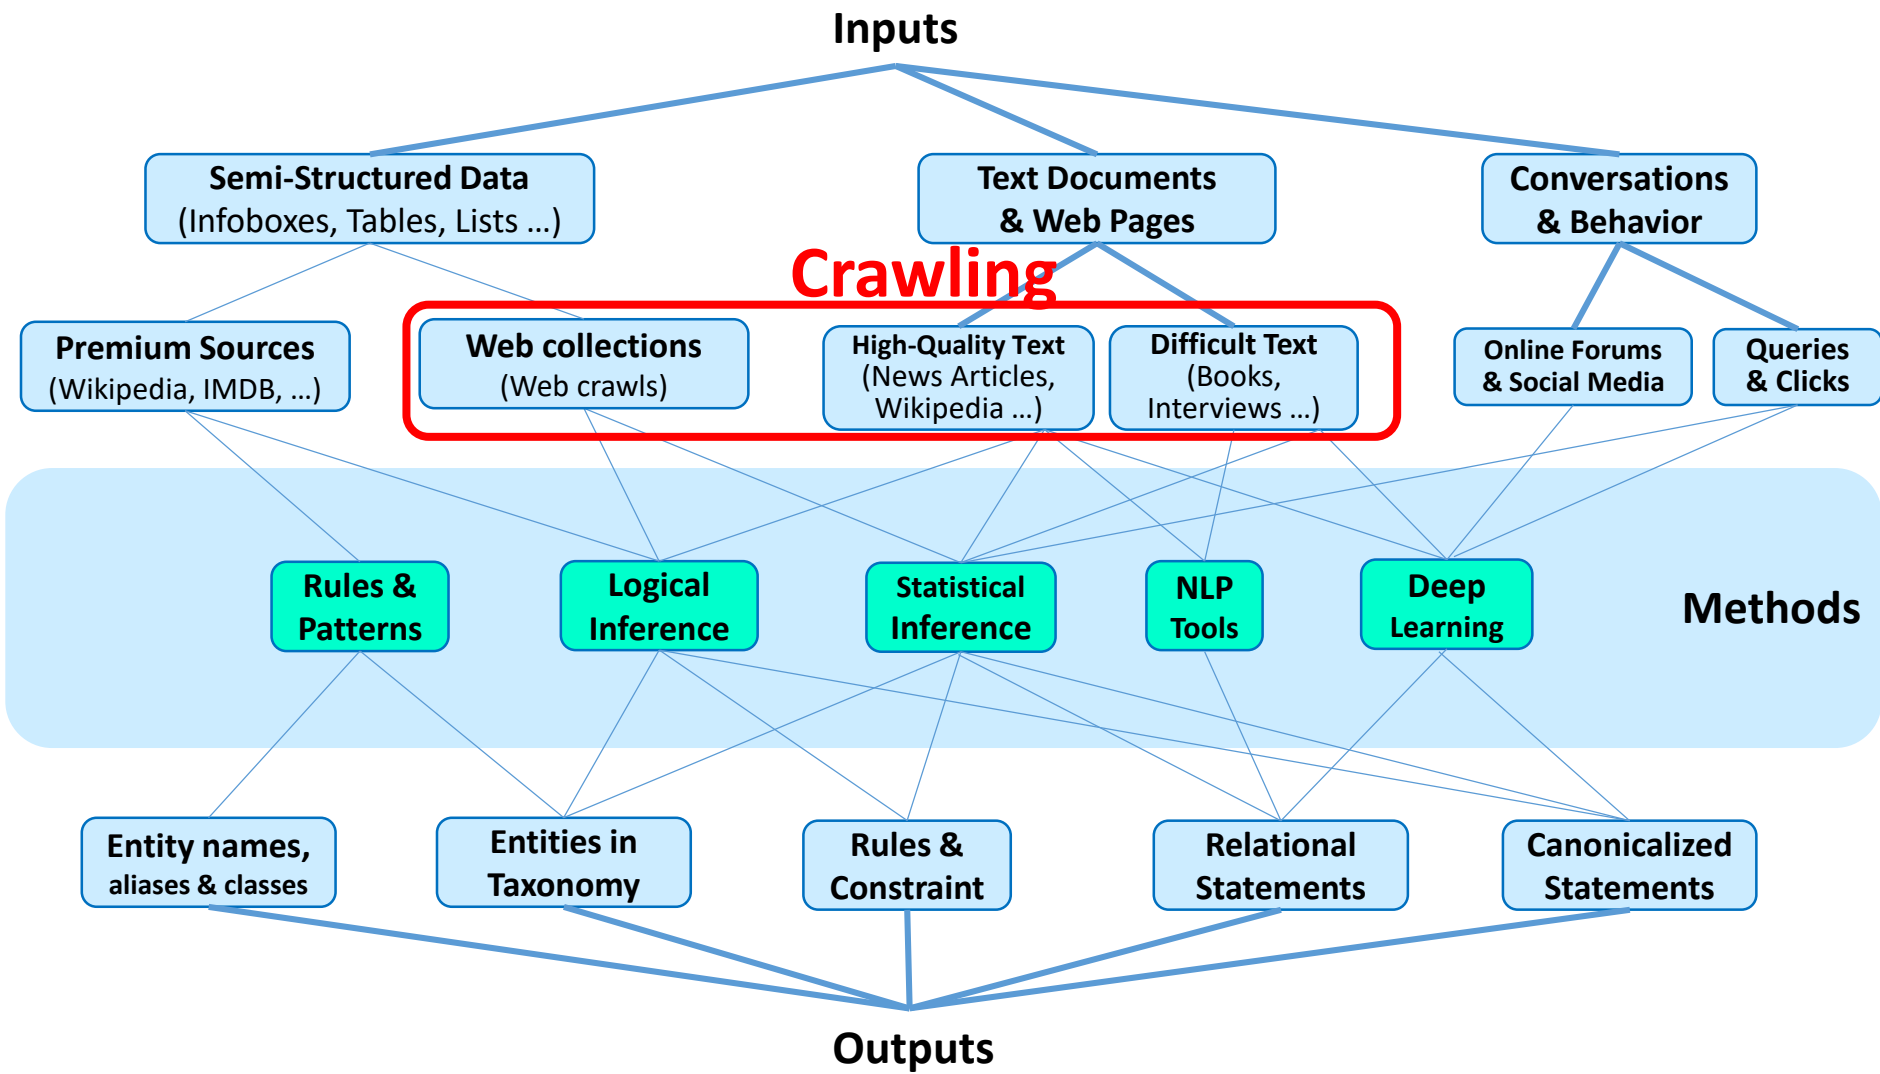 Inputs
Semi-Structured Data
(Infoboxes, Tables, Lists ...)
Text Documents
& Web Pages
Conversations
& Behavior
Crawling
Premium Sources
(Wikipedia, IMDB, ...)
Web collections
(Web crawls)
High-Quality Text
(News Articles,
Wikipedia ...)
Difficult Text
(Books,
Interviews ...)
Online Forums
& Social Media
Queries
& Clicks
Rules &
Patterns
Logical
Inference
Statistical
Inference
NLP
Tools
Deep
Learning
Methods
Entity names,
aliases & classes
Entities in
Taxonomy
Rules &
Constraint
Relational
Statements
Canonicalized
Statements
Outputs